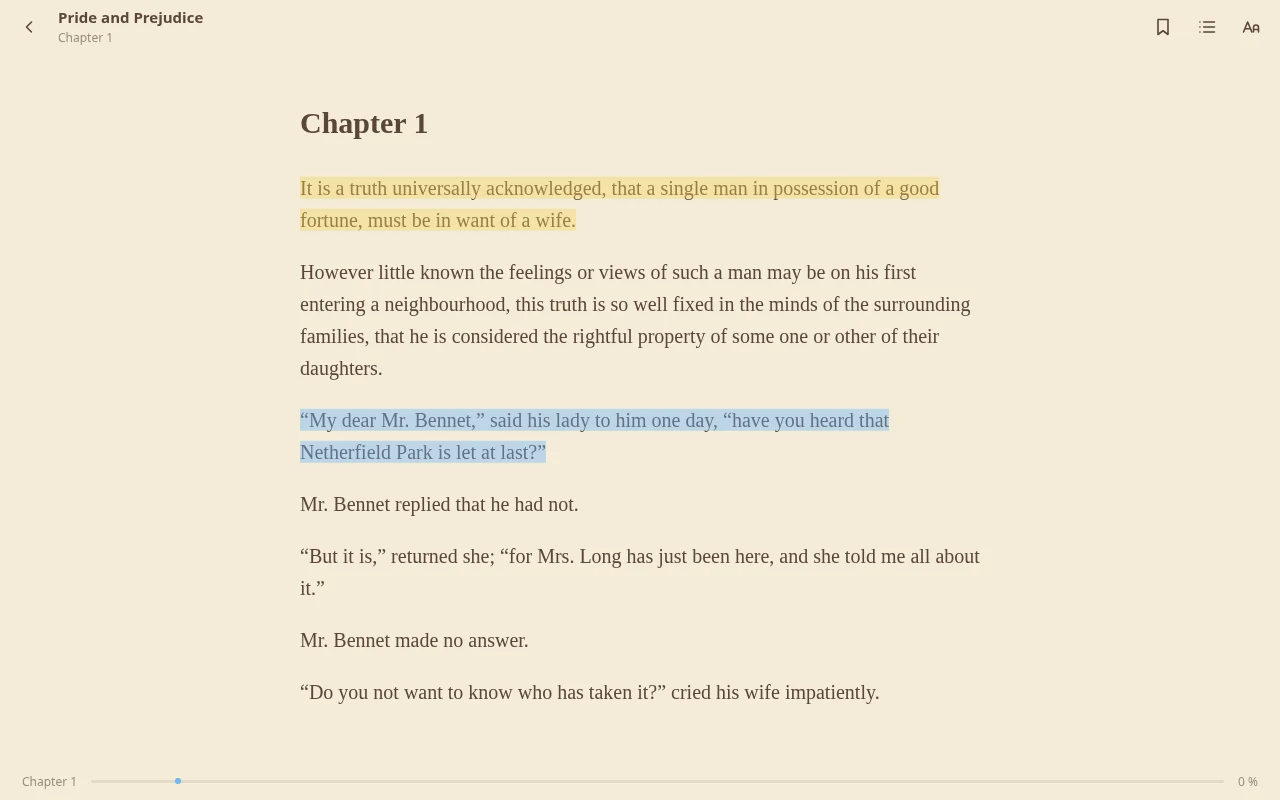 Pride and Prejudice
Chapter 1
Chapter 1
It is a truth universally acknowledged, that a single man in possession of a good
fortune, must be in want of a wife.
However little known the feelings or views of such a man may be on his first
entering a neighbourhood, this truth is so well fixed in the minds of the surrounding
families, that he is considered the rightful property of some one or other of their
daughters.
“My dear Mr. Bennet,” said his lady to him one day, “have you heard that
Netherfield Park is let at last?”
Mr. Bennet replied that he had not.
“But it is,” returned she; “for Mrs. Long has just been here, and she told me all about
it.”
Mr. Bennet made no answer.
“Do you not want to know who has taken it?” cried his wife impatiently.
Chapter 1
0 %